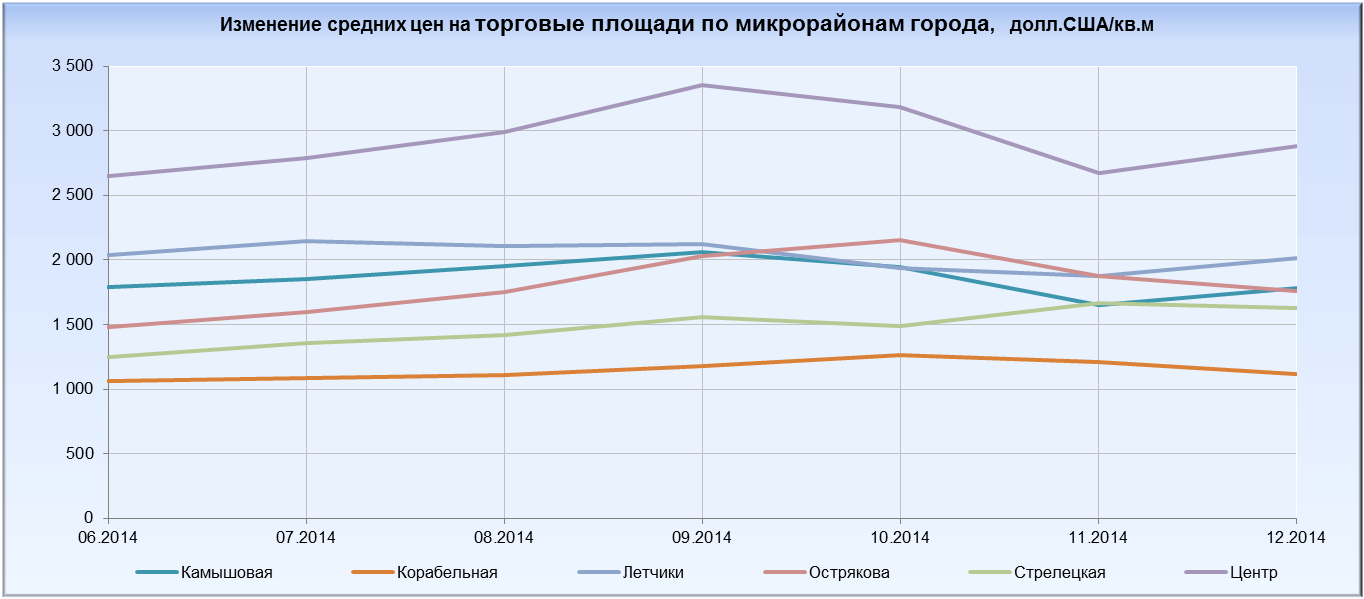 Изменение средних цен на торговые площади по микрорайонам города, долл.США/кв.м
3 500
3 000
2 500
2 000
1 500
1 000
500
0
06.2014 07.2014 08.2014 09.2014 10.2014 11.2014 12.2014
Камышовая Корабельная Летчики Острякова Стрелецкая Центр